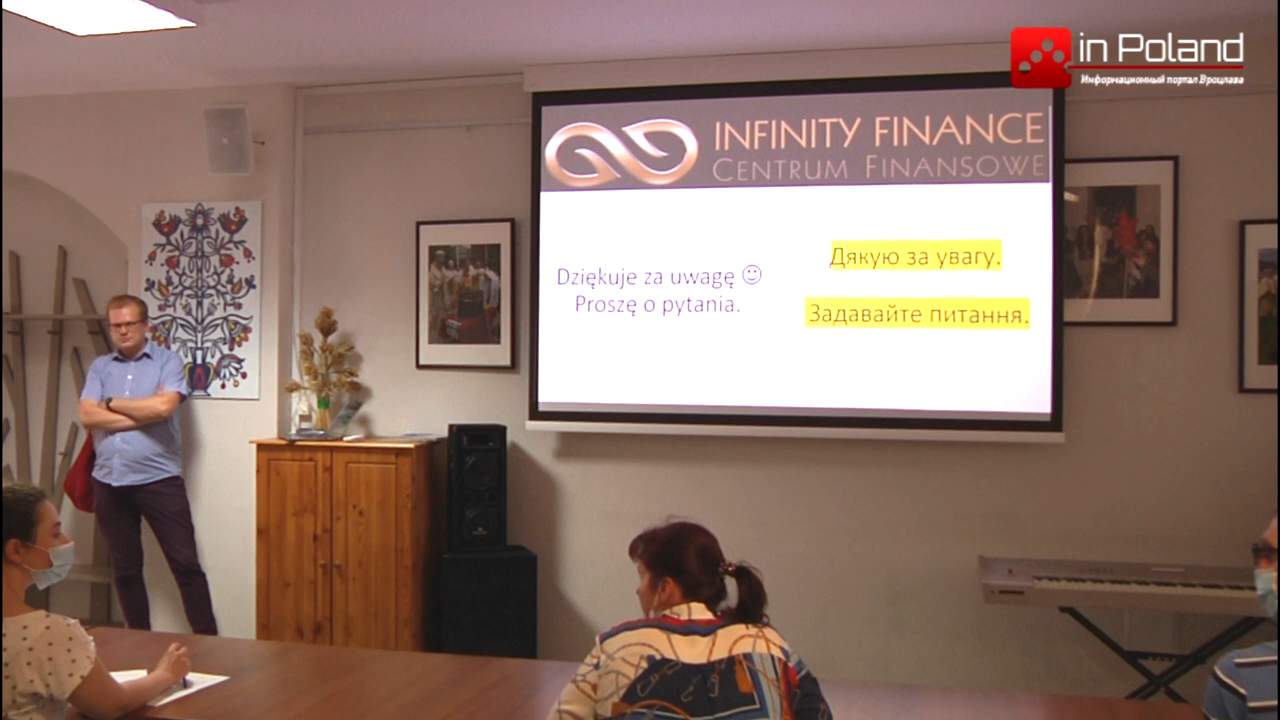 in Poland
Информационный портал Вроцлава
INFINITY FINANCE
CENTRUM FINANSOWE
Dziękuje za uwagę ☺
Proszę o pytania.
Дякую за увагу.
Задавайте питання.